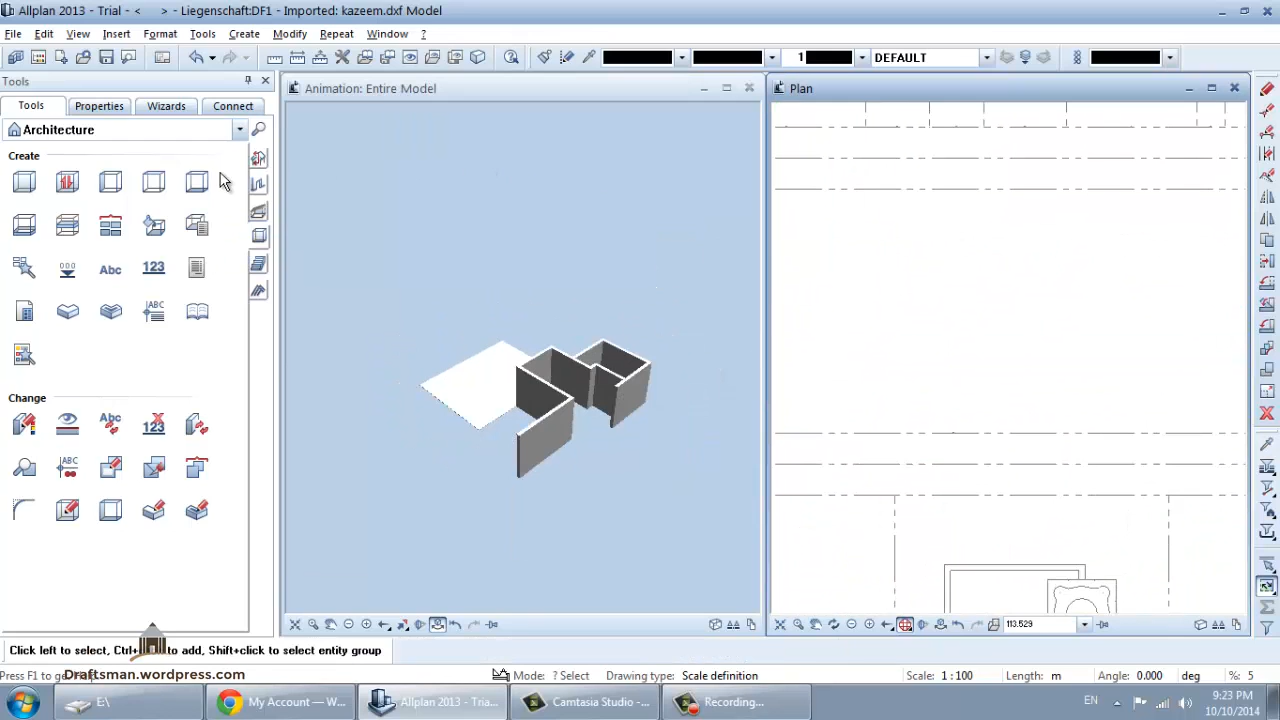 Allplan 2013 - Trial - < > - Liegenschaft:DF1 - Imported: kazeem.dxf Model
File Edit View Insert Format Tools Create Modify Repeat Window ?
1 DEFAULT
Tools
Tools Properties Wizards Connect
Architecture
Create
Abc 123
ABC
Change
Abc 123
ABC
Animation: Entire Model
Plan
113.529
Click left to select, Ctrl+ to add, Shift+click to select entity group
Draftsman.wordpress.com
Press F1 to ge
Mode: ? Select Drawing type: Scale definition Scale: 1 : 100 Length: m Angle: 0.000 deg %: 5
E:\ My Account — W... Allplan 2013 - Tria... Camtasia Studio -... Recording... EN 9:23 PM
10/10/2014